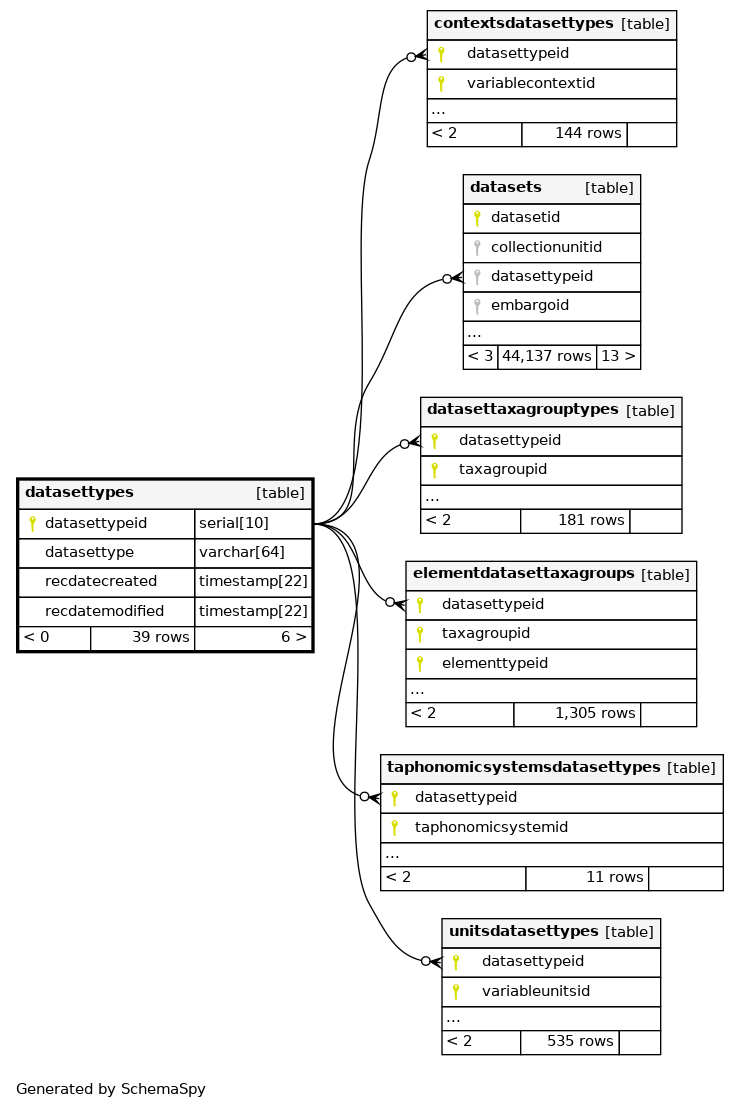 contextsdatasettypes [table]
datasettypeid
variablecontextid
...
< 2 144 rows
datasets [table]
datasetid
collectionunitid
datasettypeid
embargoid
...
< 3 44,137 rows 13 >
datasettaxagrouptypes [table]
datasettypeid
taxagroupid
...
< 2 181 rows
datasettypes [table]
datasettypeid serial[10]
datasettype varchar[64]
recdatecreated timestamp[22]
recdatemodified timestamp[22]
< 0 39 rows 6 >
elementdatasettaxagroups [table]
datasettypeid
taxagroupid
elementtypeid
...
< 2 1,305 rows
taphonomicsystemsdatasettypes [table]
datasettypeid
taphonomicsystemid
...
< 2 11 rows
unitsdatasettypes [table]
datasettypeid
variableunitsid
...
< 2 535 rows
Generated by SchemaSpy